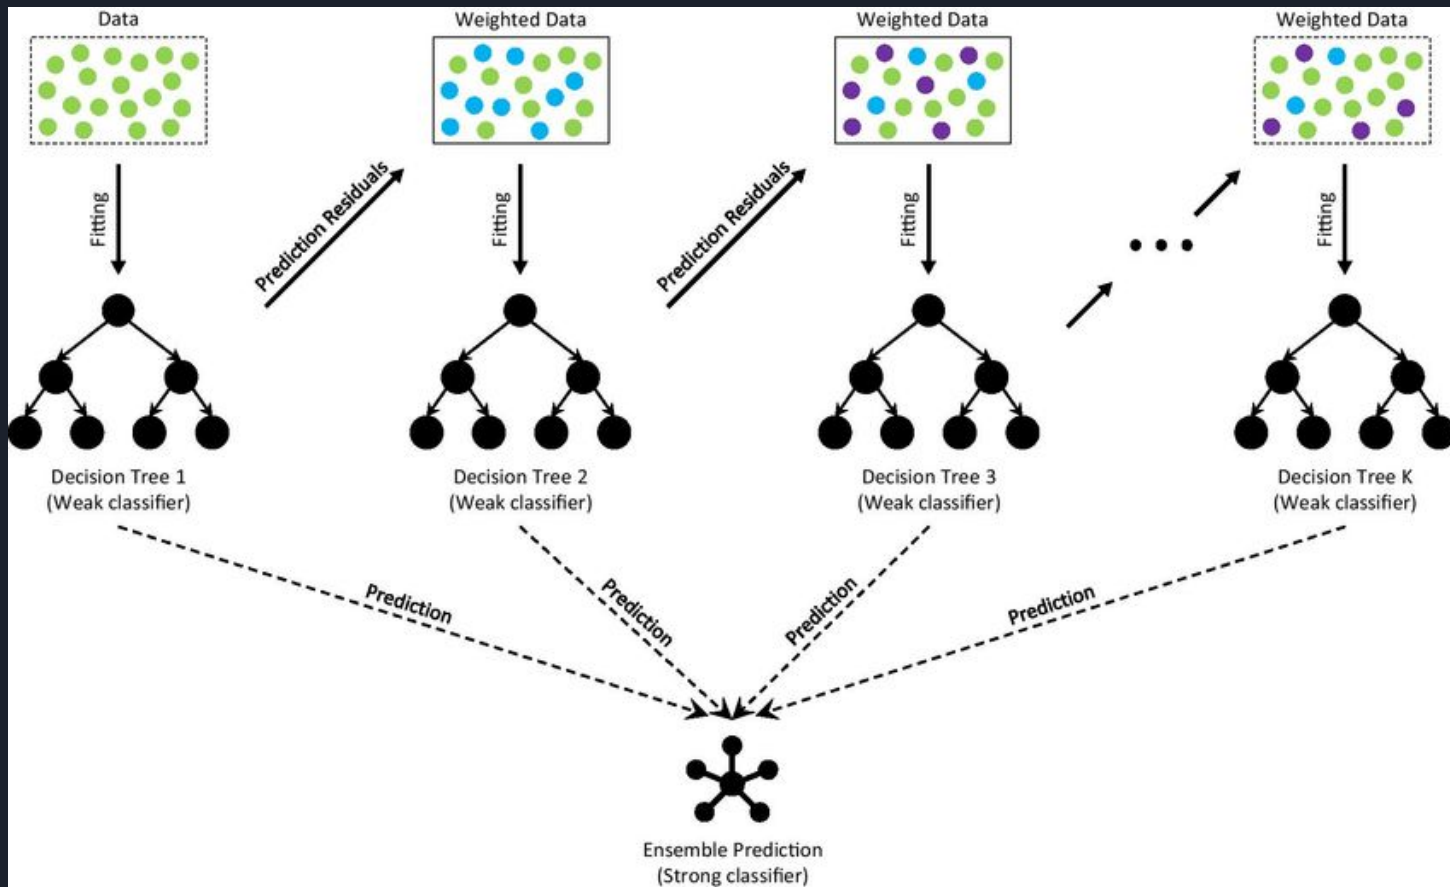 Data
Weighted Data
Weighted Data
Weighted Data
Fitting
Prediction Residuals
Fitting
Prediction Residuals
Fitting
Fitting
Decision Tree 1
(Weak classifier)
Decision Tree 2
(Weak classifier)
Decision Tree 3
(Weak classifier)
Decision Tree K
(Weak classifier)
Prediction
Prediction
Prediction
Prediction
Ensemble Prediction
(Strong classifier)